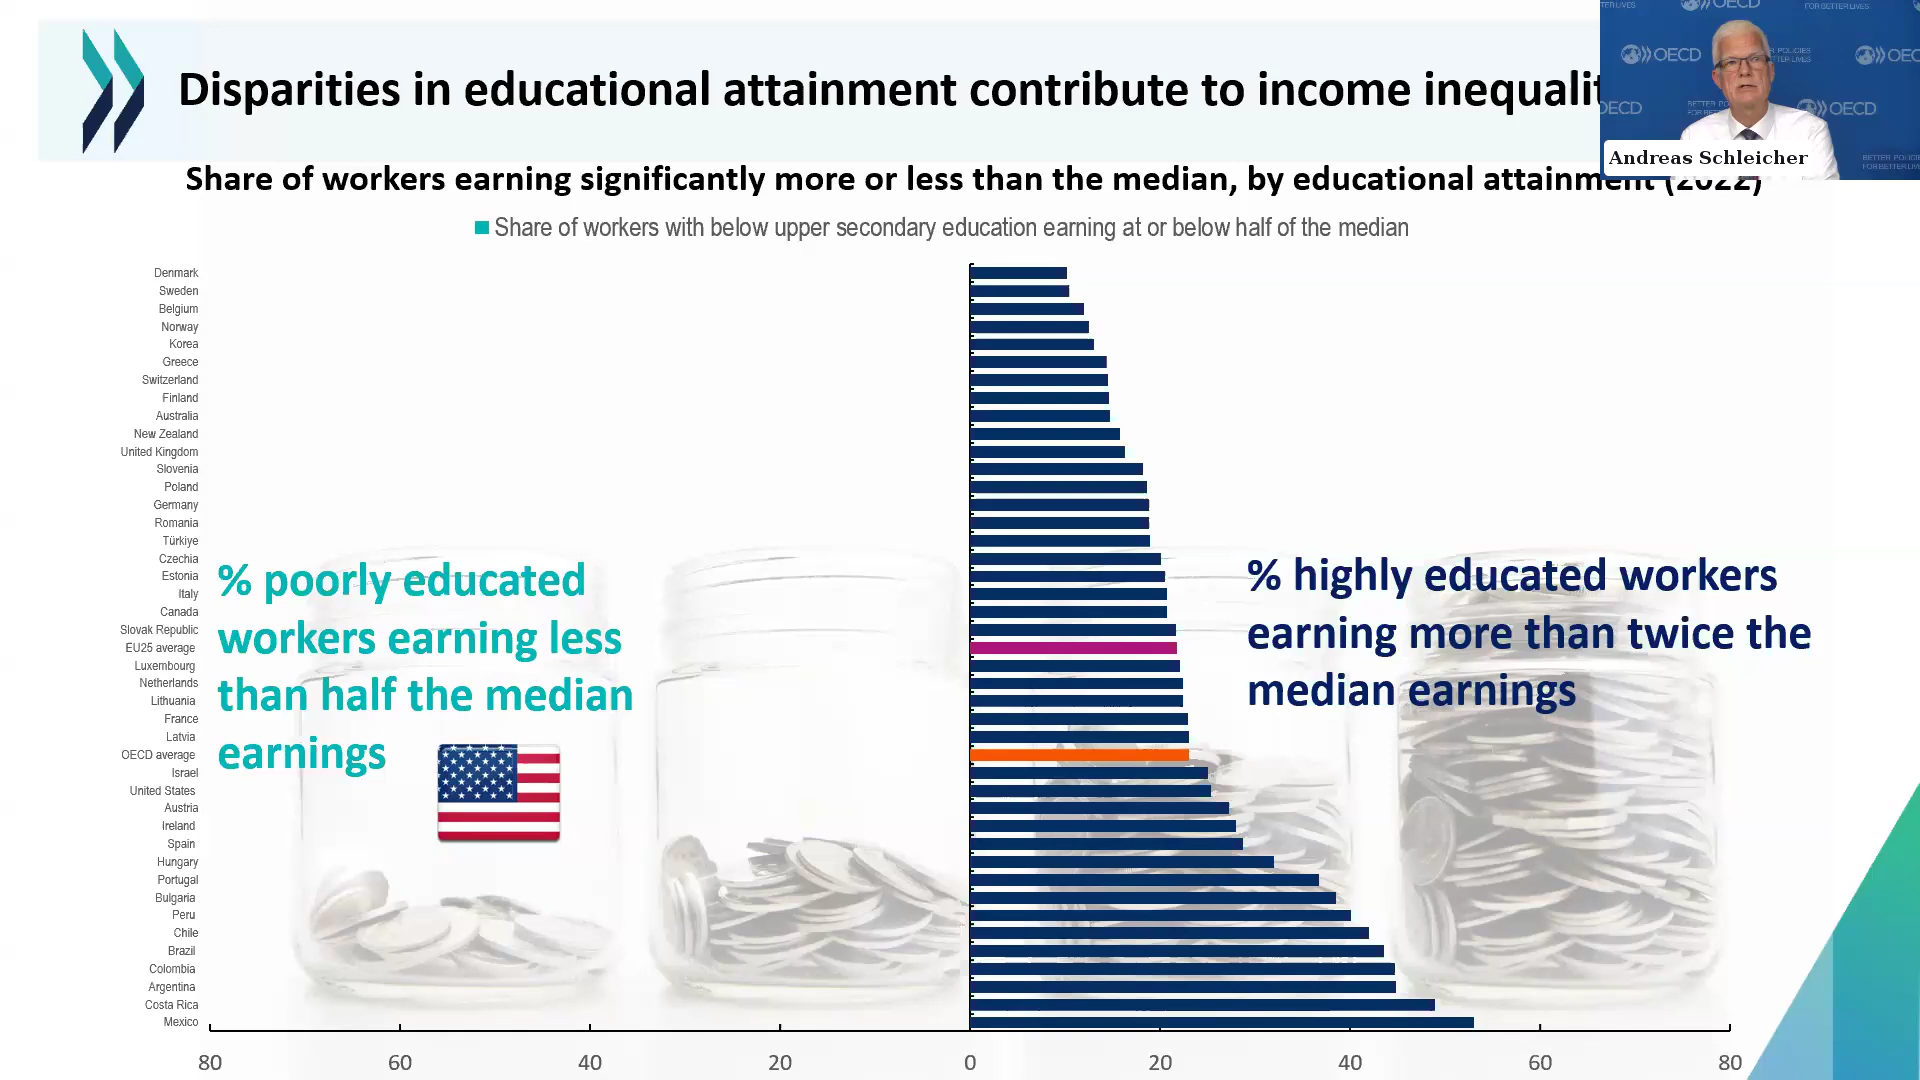 Disparities in educational attainment contribute to income inequalit
Share of workers earning significantly more or less than the median, by educational attainment (2022)
Share of workers with below upper secondary education earning at or below half of the median
Andreas Schleicher
OECD
OECD
OECD
Denmark
Sweden
Belgium
Norway
Korea
Greece
Switzerland
Finland
Australia
New Zealand
United Kingdom
Slovenia
Poland
Germany
Romania
Türkiye
Czechia
Estonia
Italy
Canada
Slovak Republic
EU25 average
Luxembourg
Netherlands
Lithuania
France
Latvia
OECD average
Israel
United States
Austria
Ireland
Spain
Hungary
Portugal
Bulgaria
Peru
Chile
Brazil
Colombia
Argentina
Costa Rica
Mexico
% poorly educated
workers earning less
than half the median
earnings
% highly educated workers
earning more than twice the
median earnings
80 60 40 20 0 20 40 60 80